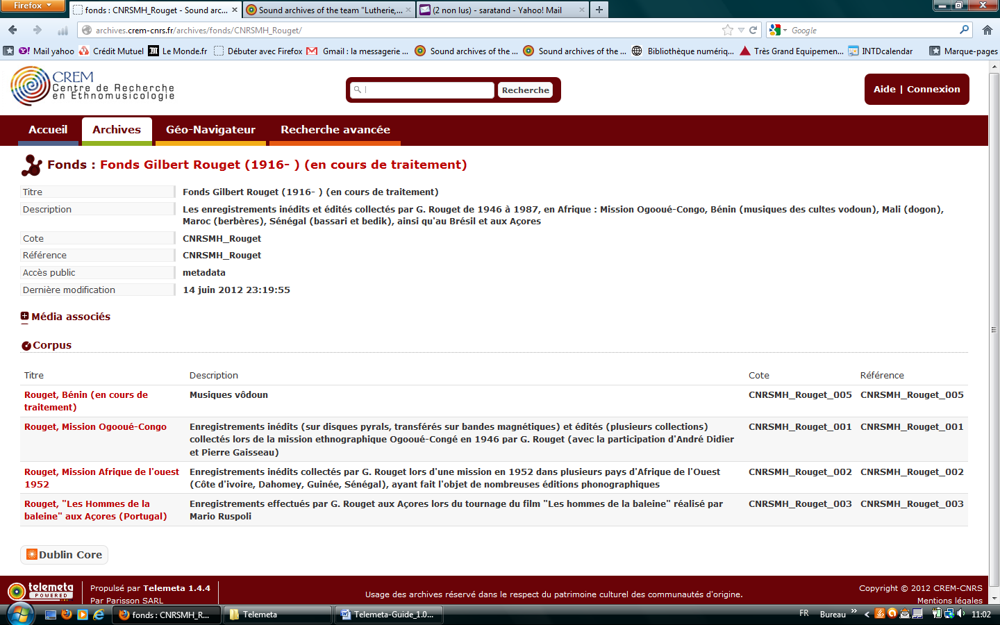 Firefox
fonds : CNRSMH_Rouget - Sound arc...
Sound archives of the team "Lutherie,...
(2 non lus) - saratand - Yahoo! Mail
archives.crem-cnrs.fr/archives/fonds/CNRSMH_Rouget/
Google
Mail yahoo
Crédit Mutuel
Le Monde.fr
Débuter avec Firefox
Gmail : la messagerie ...
Sound archives of the ...
Sound archives of the ...
Bibliothèque numériq...
Très Grand Equipemen...
INTDcalendar
Marque-pages
CREM
Centre de Recherche
en Ethnomusicologie
Recherche
Aide | Connexion
Accueil
Archives
Géo-Navigateur
Recherche avancée
Fonds : Fonds Gilbert Rouget (1916- ) (en cours de traitement)
Titre
Fonds Gilbert Rouget (1916- ) (en cours de traitement)
Description
Les enregistrements inédits et édités collectés par G. Rouget de 1946 à 1987, en Afrique : Mission Ogooué-Congo, Bénin (musiques des cultes vodoun), Mali (dogon),
Maroc (berbères), Sénégal (bassari et bedik), ainsi qu'au Brésil et aux Açores
Cote
CNRSMH_Rouget
Référence
CNRSMH_Rouget
Accès public
metadata
Dernière modification
14 juin 2012 23:19:55
Média associés
Corpus
Titre
Description
Cote
Référence
Rouget, Bénin (en cours de
traitement)
Musiques vôdoun
CNRSMH_Rouget_005
CNRSMH_Rouget_005
Rouget, Mission Ogooué-Congo
Enregistrements inédits (sur disques pyrals, transférés sur bandes magnétiques) et édités (plusieurs collections)
collectés lors de la mission ethnographique Ogooué-Congé en 1946 par G. Rouget (avec la participation d'André Didier
et Pierre Gaisseau)
CNRSMH_Rouget_001
CNRSMH_Rouget_001
Rouget, Mission Afrique de l'ouest
1952
Enregistrements inédits collectés par G. Rouget lors d'une mission en 1952 dans plusieurs pays d'Afrique de l'Ouest
(Côte d'ivoire, Dahomey, Guinée, Sénégal), ayant fait l'objet de nombreuses éditions phonographiques
CNRSMH_Rouget_002
CNRSMH_Rouget_002
Rouget, "Les Hommes de la
baleine" aux Açores (Portugal)
Enregistrements effectués par G. Rouget aux Açores lors du tournage du film "Les hommes de la baleine" réalisé par
Mario Ruspoli
CNRSMH_Rouget_003
CNRSMH_Rouget_003
Dublin Core
telemeta
POWERED
Propulsé par Telemeta 1.4.4
Par Parisson SARL
Usage des archives réservé dans le respect du patrimoine culturel des communautés d'origine.
Copyright © 2012 CREM-CNRS
Mentions légales
fonds : CNRSMH_R...
Telemeta
Telemeta-Guide_1.0...
FR
Bureau
11:02